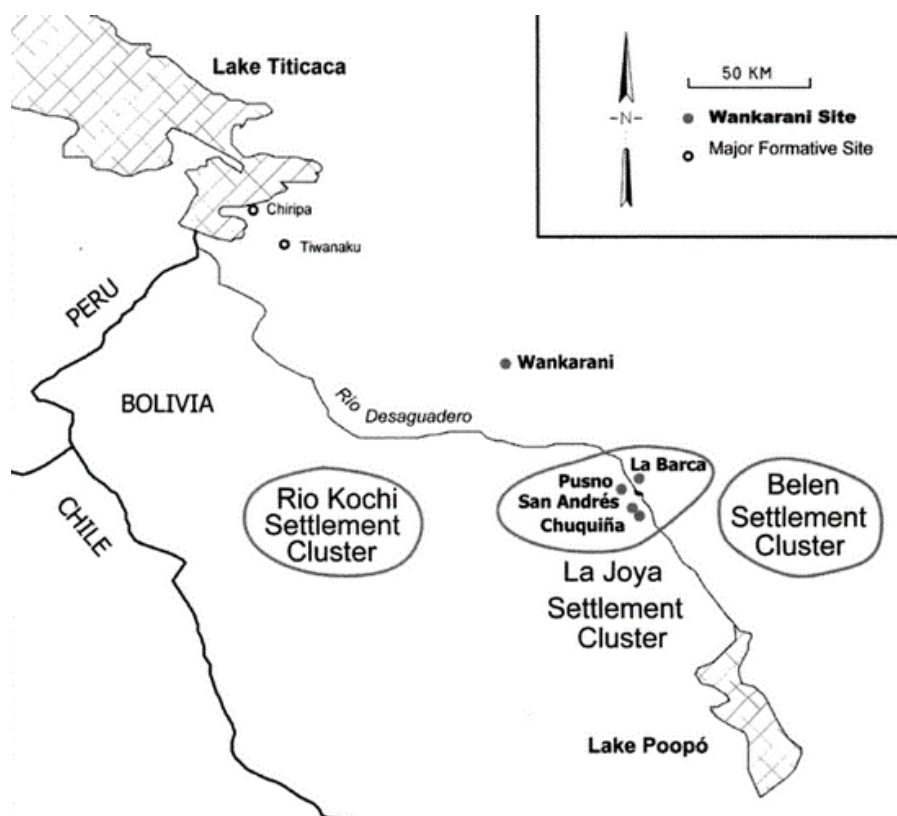 Lake Titicaca
50 KM
-N-
Wankarani Site
Major Formative Site
Chiripa
Tiwanaku
PERU
Wankarani
BOLIVIA
Río
Desaguadero
La Barca
Pusno
San Andrés
Chuquiña
Rio Kochi
Settlement
Cluster
Belen
Settlement
Cluster
CHILE
La Joya
Settlement
Cluster
Lake Poopó